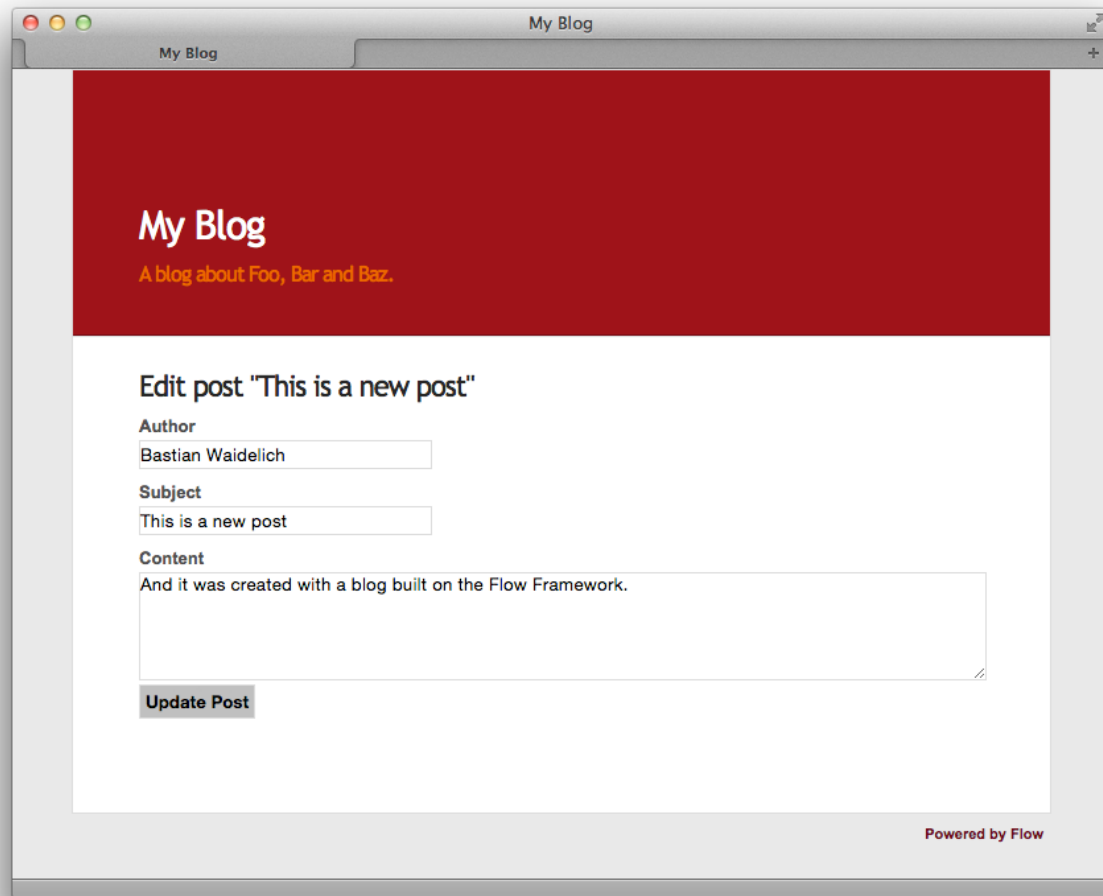 My Blog
My Blog
+
My Blog
A blog about Foo, Bar and Baz.
Edit post "This is a new post"
Author
Bastian Waidelich
Subject
This is a new post
Content
And it was created with a blog built on the Flow Framework.
Update Post
Powered by Flow